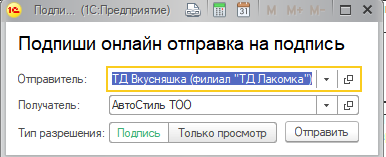 Подпи... (1С:Предприятие)
M M+ M-
Подпиши онлайн отправка на подпись
Отправитель: ТД Вкусняшка (филиал "ТД Лакомка")
Получатель: АвтоСтиль ТОО
Тип разрешения: Подпись Только просмотр Отправить